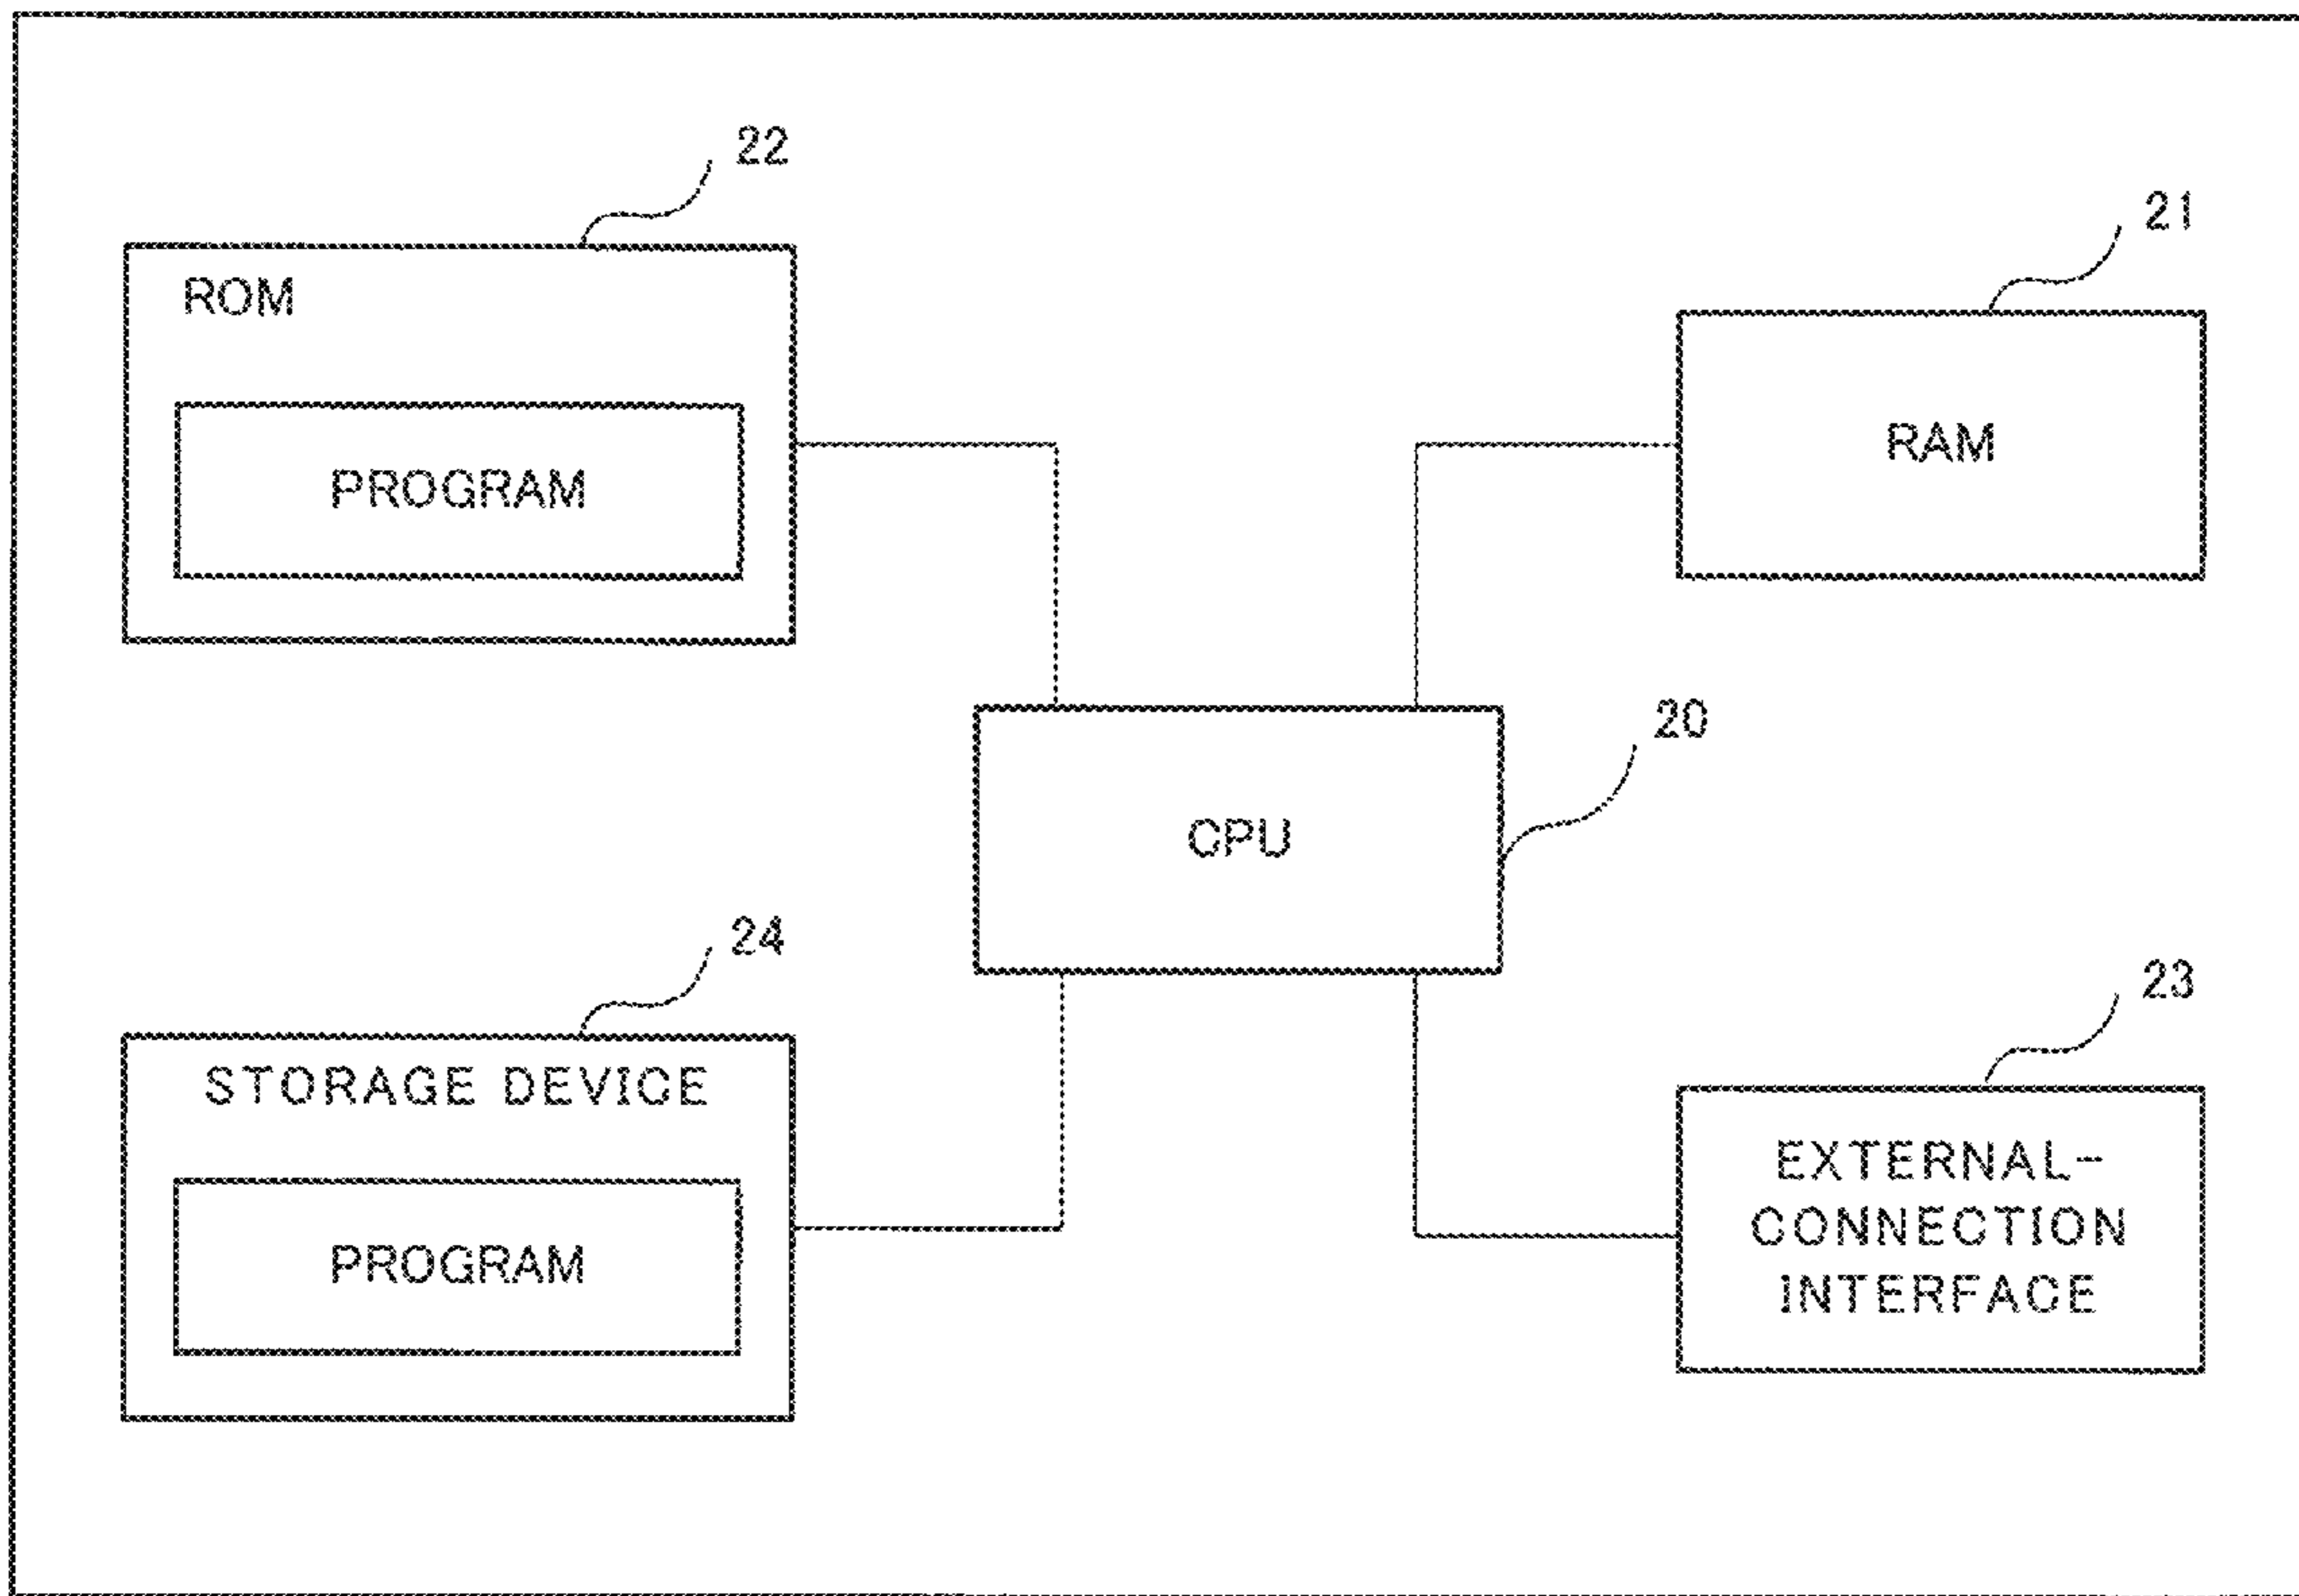 22
ROM
PROGRAM
21
RAM
20
CPU
24
STORAGE DEVICE
PROGRAM
23
EXTERNAL-
CONNECTION
INTERFACE